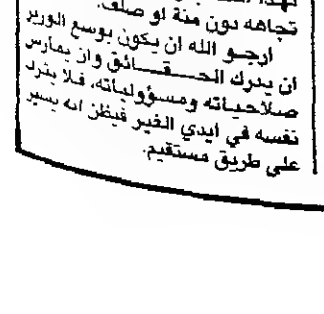 تجاهه دون منة او صلف.
ارجو الله ان يكون بوسع الوزير
ان يدرك الحقائق وان يمارس
صلاحياته ومسؤولياته، فلا يترك
نفسه في ايدي الغير فيظن انه يسير
على طريق مستقيم.